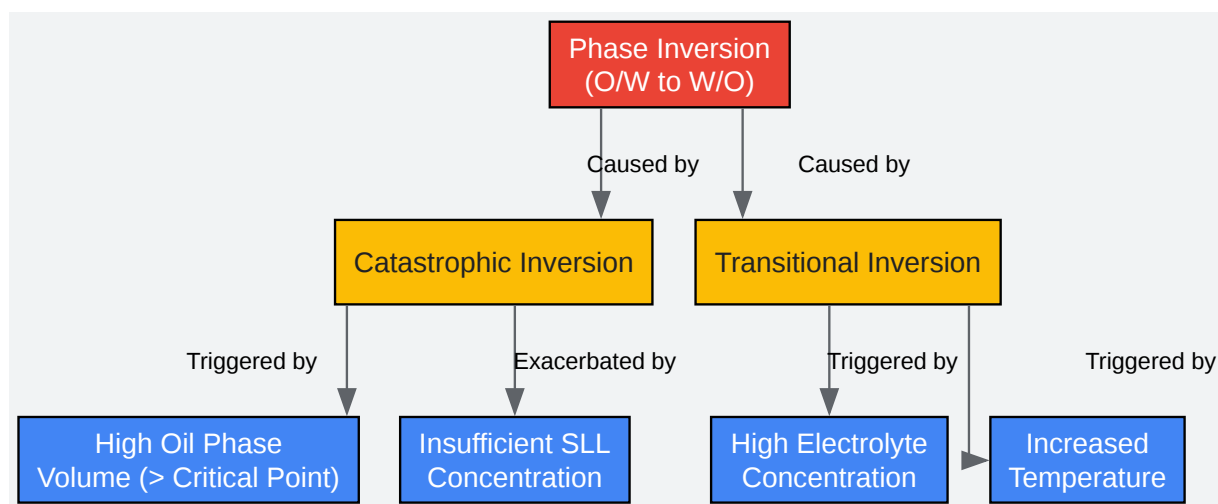 Phase Inversion
(O/W to W/O)
Caused by
Caused by
Catastrophic Inversion
Transitional Inversion
Triggered by
Exacerbated by
Triggered by
Triggered by
High Oil Phase
Volume (> Critical Point)
Insufficient SLL
Concentration
High Electrolyte
Concentration
Increased
Temperature